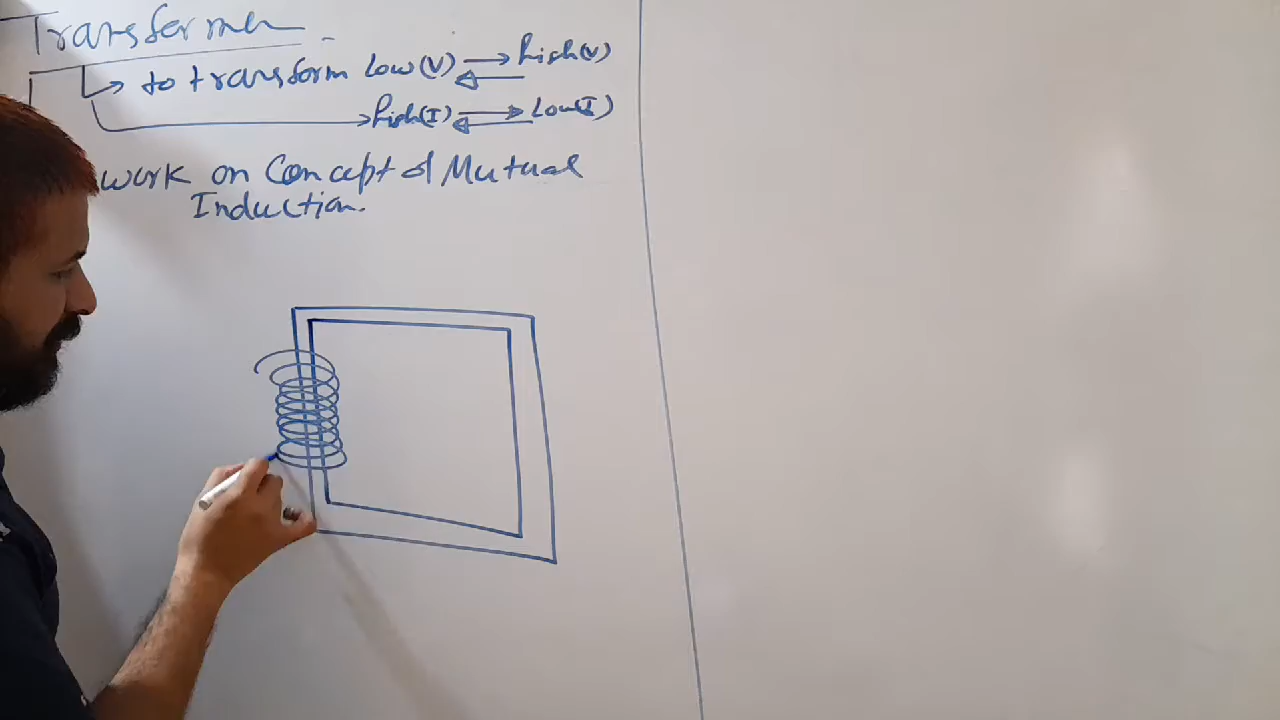 Transformer
→ to transform Low (V) ⇄ high (V)
→ high (I) ⇄ Low (I)
work on Concept of Mutual
Induction.